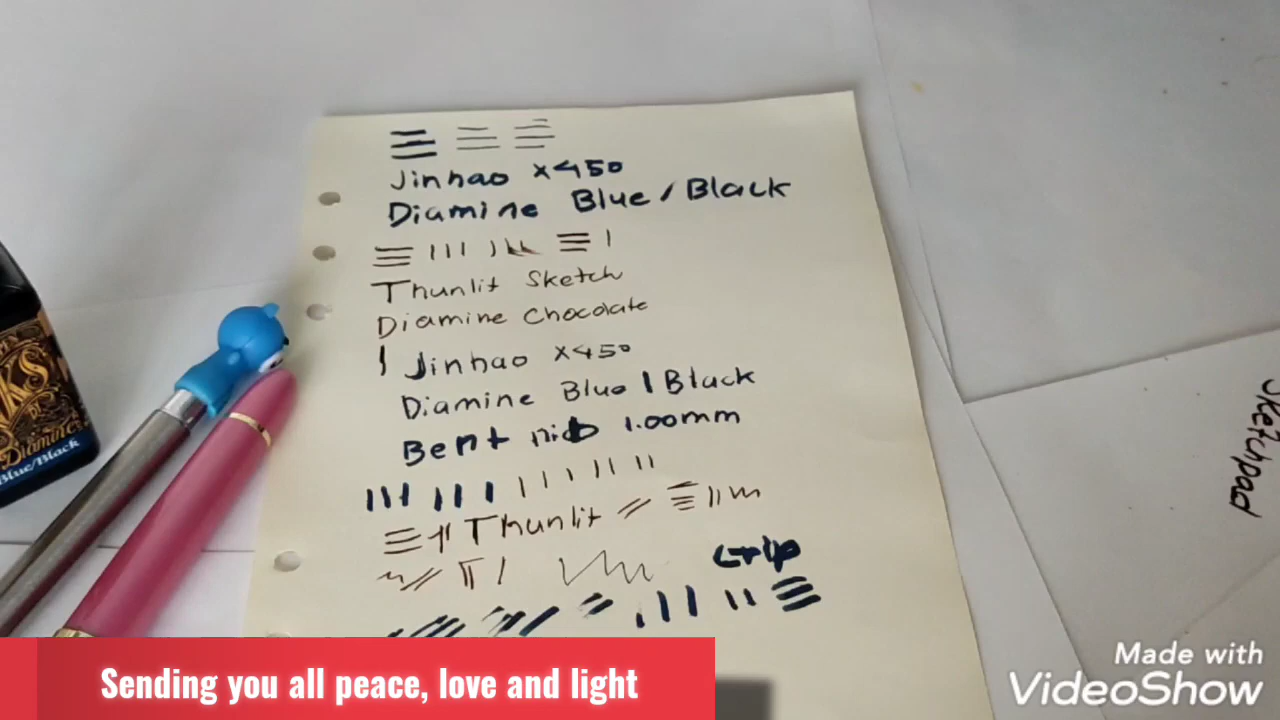 Jinhao x450
Diamine Blue/Black
Thunlit Sketch
Diamine Chocolate
Jinhao x450
Diamine Blue/Black
Bent nib 1.00mm
Thunlit
Grip
Sketchpad
Diamine
Blue/Black
Sending you all peace, love and light
Made with
VideoShow